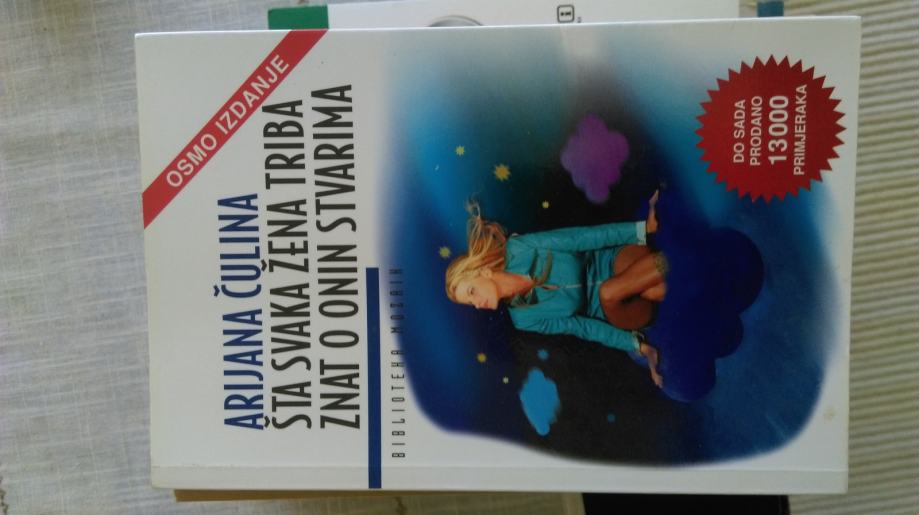 OSMO IZDANJE
ARIJANA ČULINA
ŠTA SVAKA ŽENA TRIBA
ZNAT O ONIN STVARIMA
BIBLIOTEKA MOZAIK
DO SADA
PRODANO
13000
PRIMJERAKA